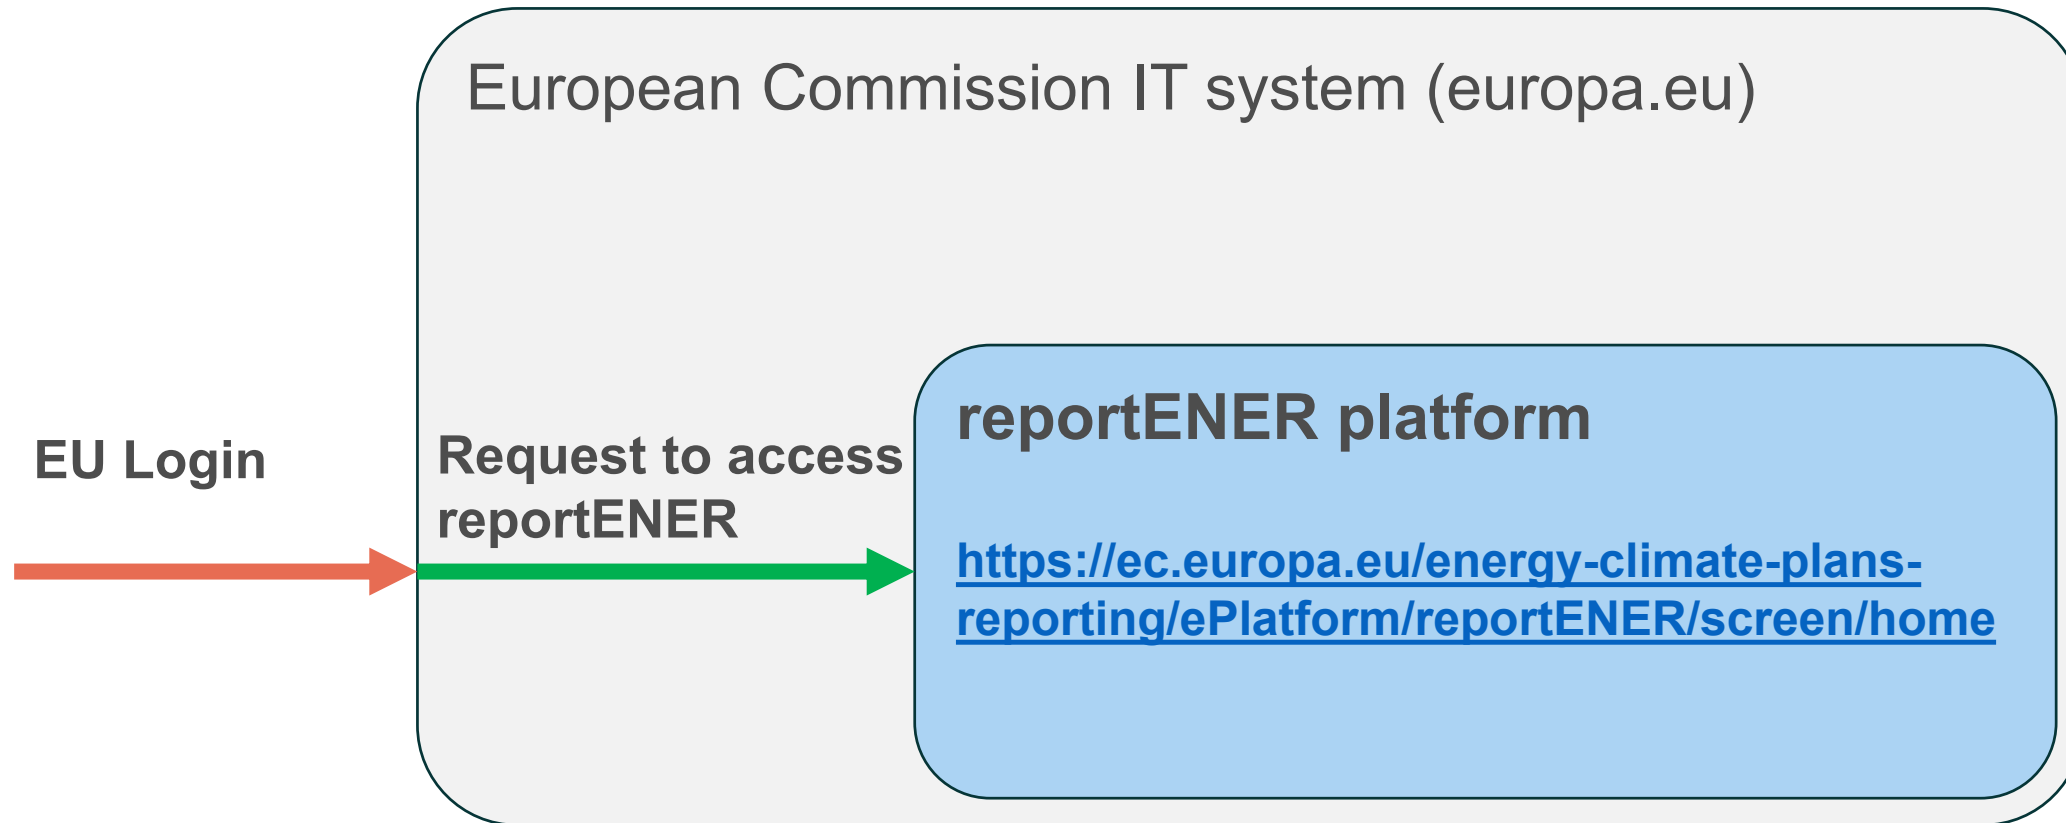 European Commission IT system (europa.eu)
EU Login
Request to access
reportENER
reportENER platform
https://ec.europa.eu/energy-climate-plans-
reporting/ePlatform/reportENER/screen/home